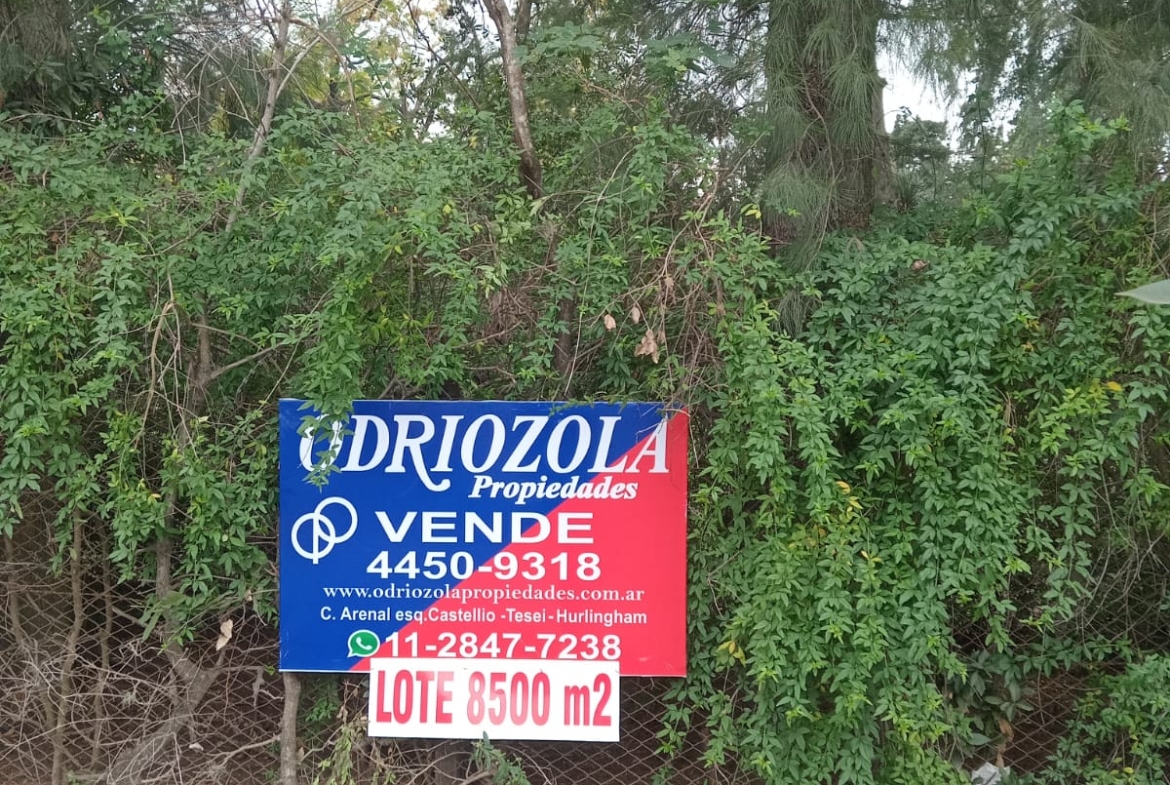 ODRIOZOLA
Propiedades
VENDE
4450-9318
www.odriozolapropiedades.com.ar
C. Arenal esq.Castellio -Tesei- Hurlingham
11-2847-7238
LOTE 8500 m2